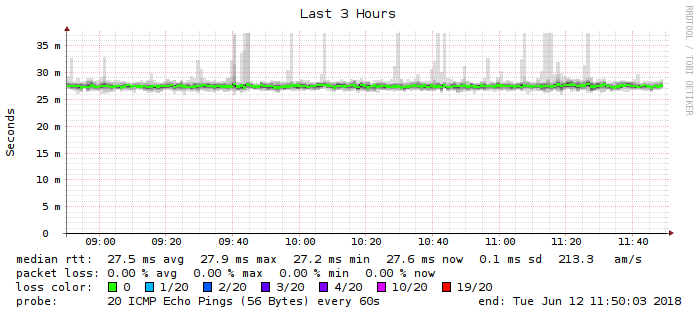 Last 3 Hours
RRDTOOL / TOBI OETIKER
Seconds
35 m
30 m
25 m
20 m
15 m
10 m
5 m
0
09:00 09:20 09:40 10:00 10:20 10:40 11:00 11:20 11:40
median rtt: 27.5 ms avg 27.9 ms max 27.2 ms min 27.6 ms now 0.1 ms sd 213.3 am/s
packet loss: 0.00 % avg 0.00 % max 0.00 % min 0.00 % now
loss color: 0 1/20 2/20 3/20 4/20 10/20 19/20
probe: 20 ICMP Echo Pings (56 Bytes) every 60s end: Tue Jun 12 11:50:03 2018